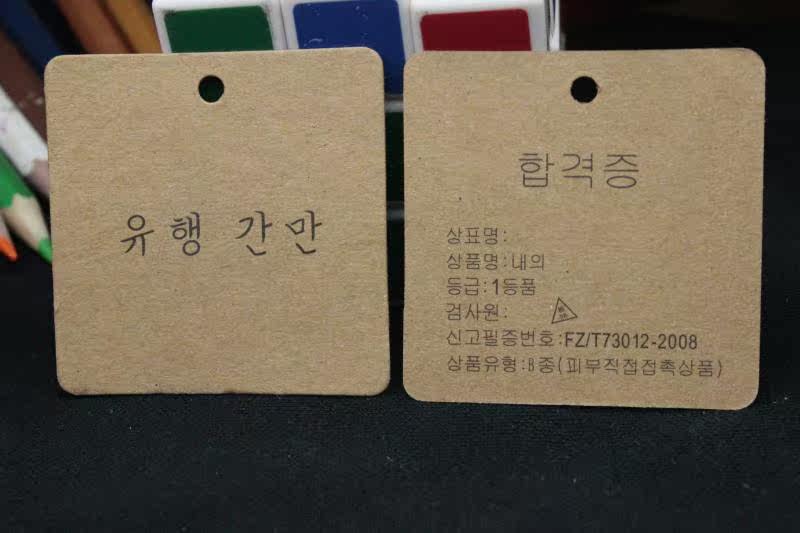 유행 간만
합격증
상표명:
상품명:내의
등급:1등품
검사원:
신고필증번호:FZ/T73012-2008
상품유형:B 중(피부직접접촉상품)